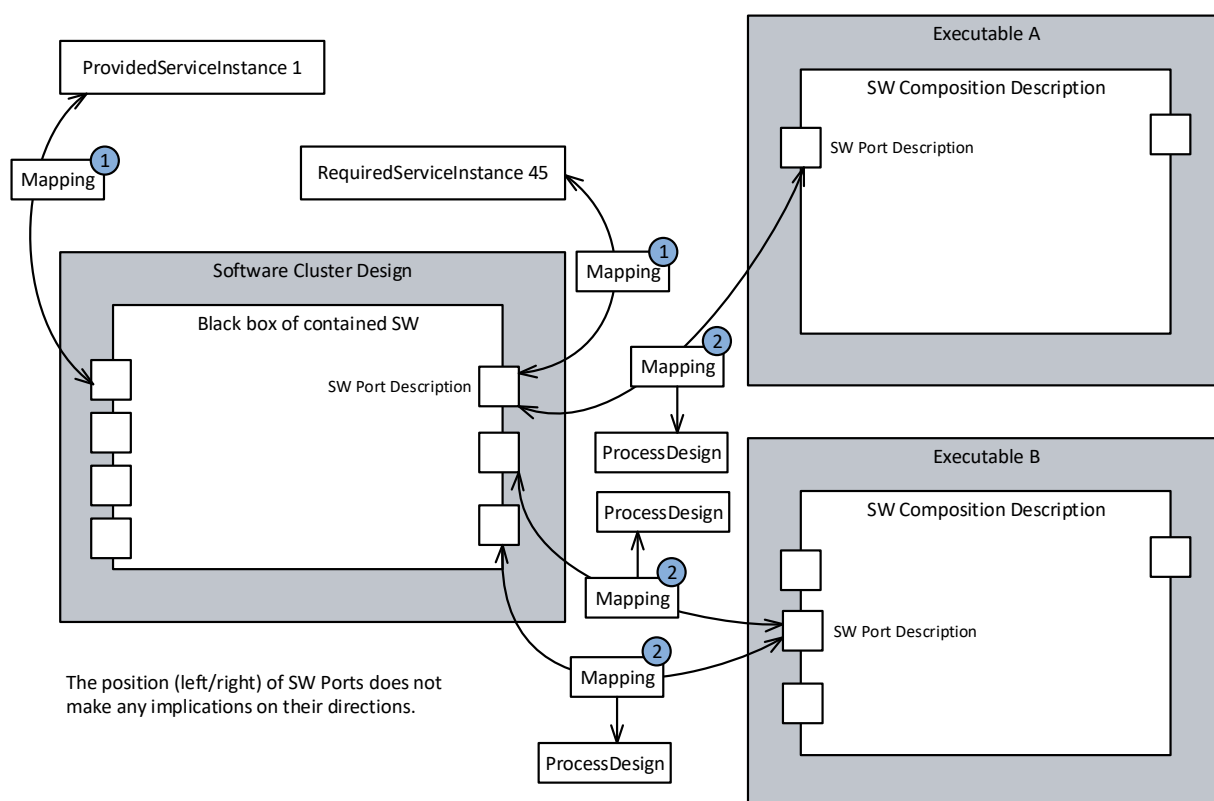 Executable A
ProvidedServiceInstance 1
SW Composition Description
SW Port Description
1
Mapping
RequiredServiceInstance 45
1
Mapping
Software Cluster Design
Black box of contained SW
SW Port Description
2
Mapping
ProcessDesign
Executable B
SW Composition Description
ProcessDesign
2
Mapping
SW Port Description
2
Mapping
The position (left/right) of SW Ports does not
make any implications on their directions.
ProcessDesign